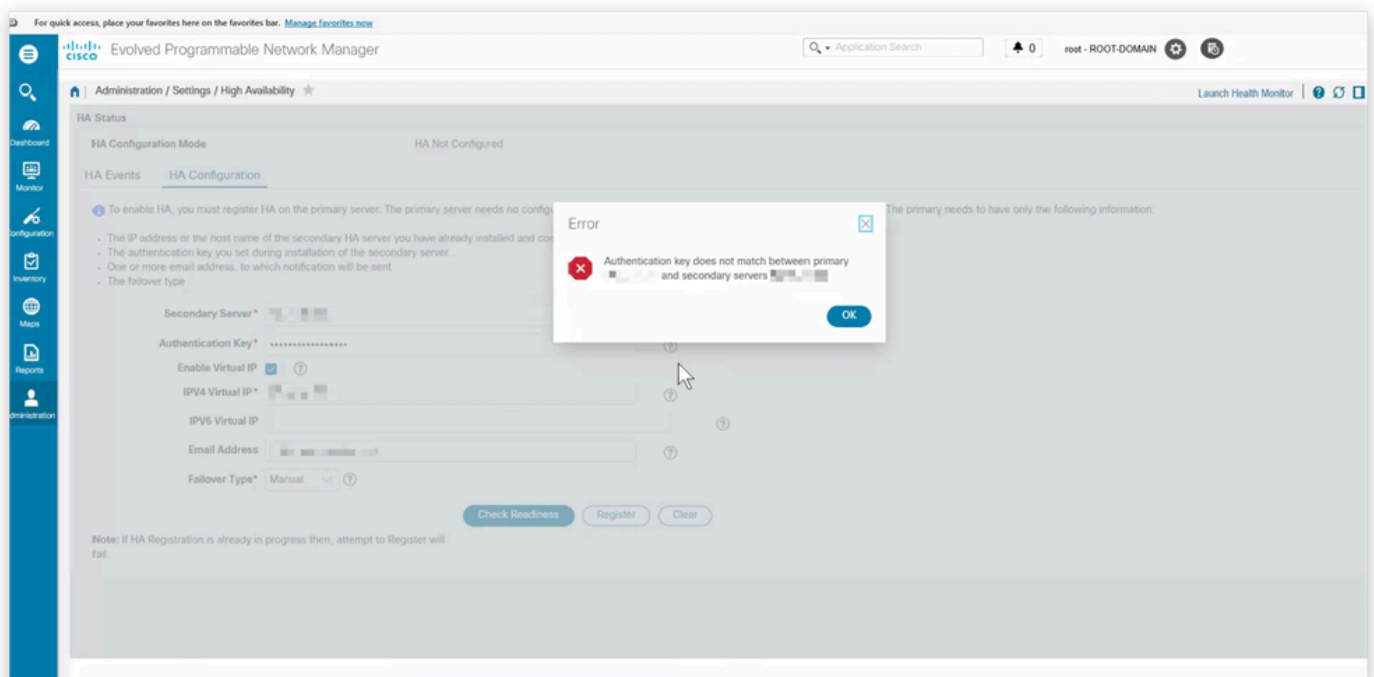 For quick access, place your favorites here on the favorites bar. Manage favorites now
cisco Evolved Programmable Network Manager
Application Search
0
root - ROOT-DOMAIN
Administration / Settings / High Availability
Launch Health Monitor
HA Status
HA Configuration Mode HA Not Configured
HA Events HA Configuration
To enable HA, you must register HA on the primary server. The primary server needs no configu
The primary needs to have only the following information:
The IP address or the host name of the secondary HA server you have already installed and con
The authentication key you set during installation of the secondary server
One or more email address, to which notification will be sent
The failover type
Secondary Server*
Authentication Key* •••••••••••••••••
Enable Virtual IP
IPV4 Virtual IP*
IPV6 Virtual IP
Email Address
Failover Type* Manual
Check Readiness Register Clear
Note: If HA Registration is already in progress then, attempt to Register will
fail.
Error
Authentication key does not match between primary
and secondary servers
OK
Dashboard
Monitor
onfiguration
Inventory
Maps
Reports
dministration